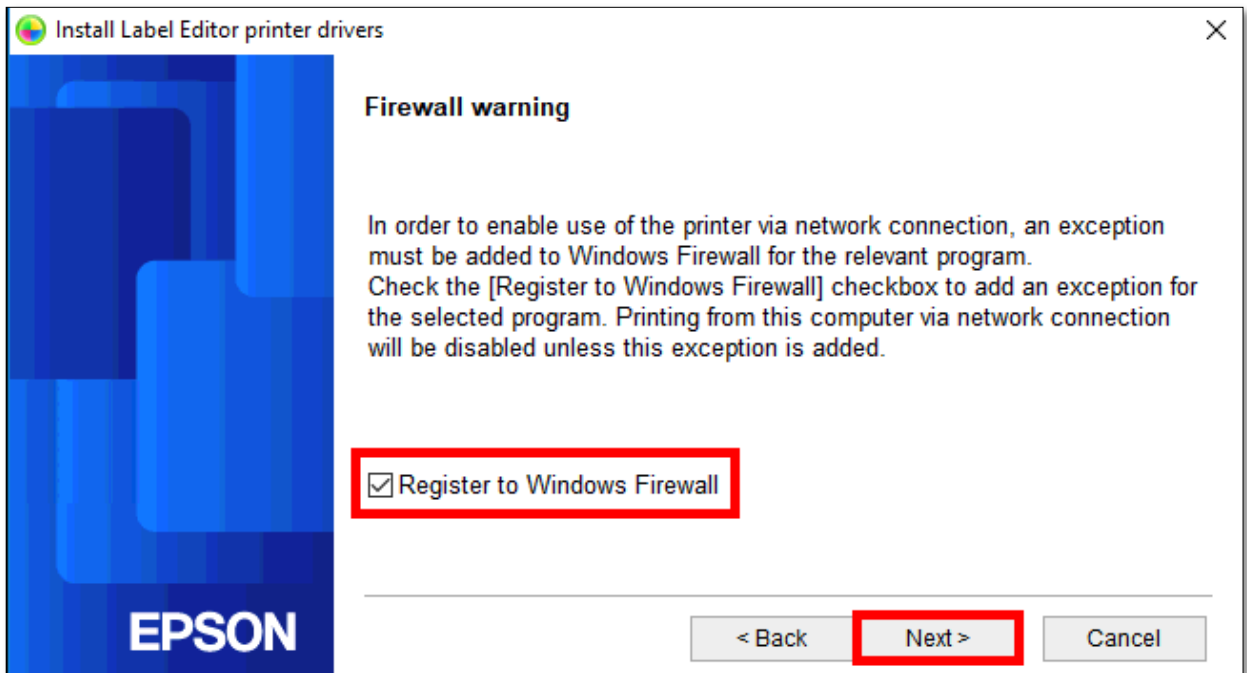 Install Label Editor printer drivers
Firewall warning
In order to enable use of the printer via network connection, an exception
must be added to Windows Firewall for the relevant program.
Check the [Register to Windows Firewall] checkbox to add an exception for
the selected program. Printing from this computer via network connection
will be disabled unless this exception is added.
Register to Windows Firewall
EPSON
< Back
Next >
Cancel